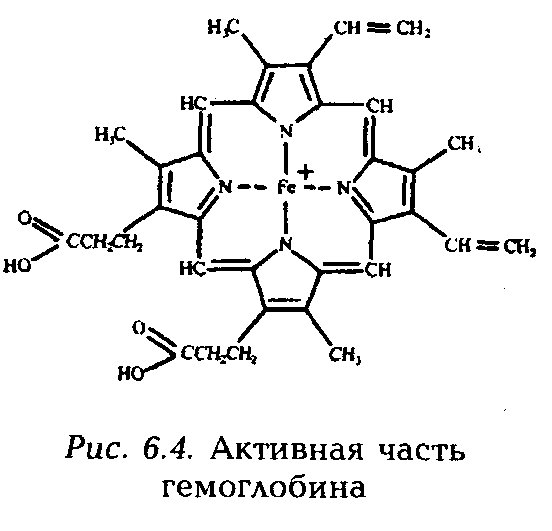 H₃C CH=CH₂
HC CH
H₃C N CH₃
N Fe + N
O N
CCH₂CH₂ CH=CH₂
HO HC CH
O CCH₂CH₂ CH₃
HO
Рис. 6.4. Активная часть
гемоглобина